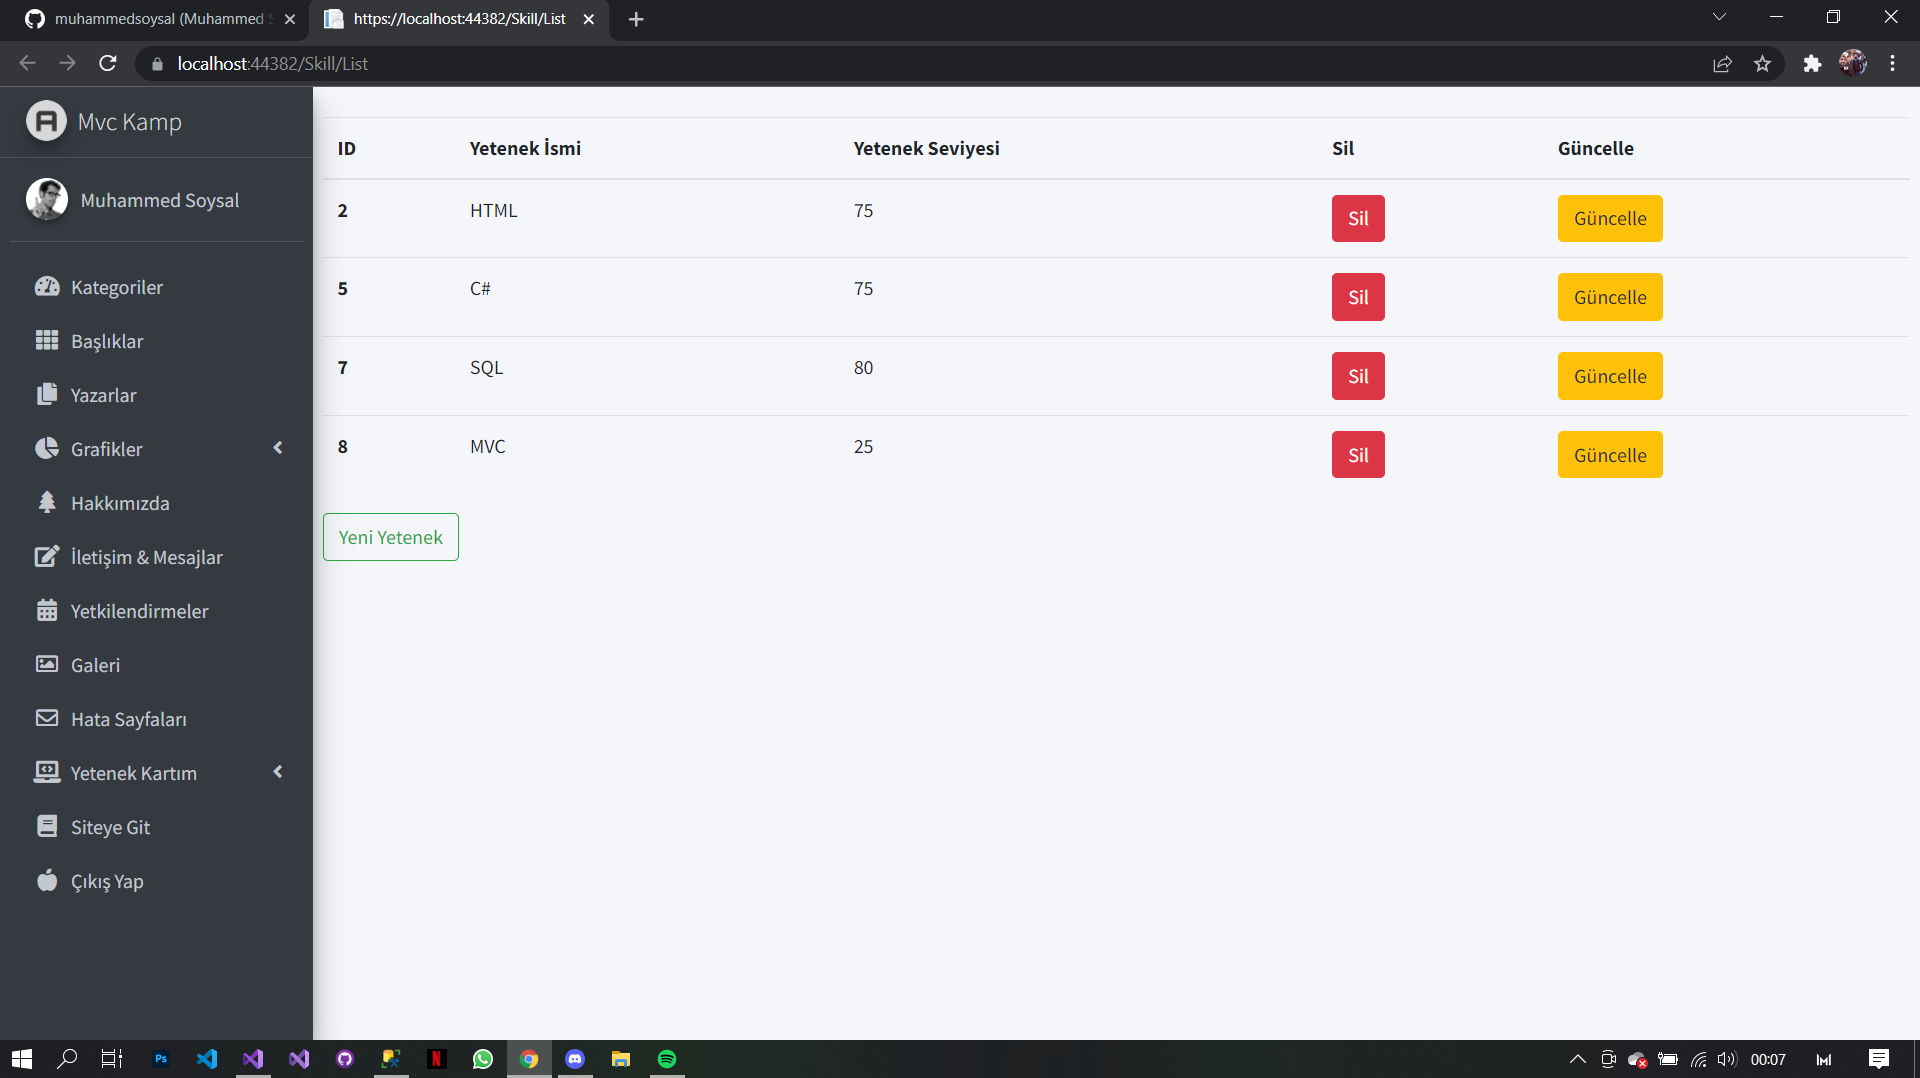 muhammedsoysal (Muhammed S
https://localhost:44382/Skill/List
localhost:44382/Skill/List
Mvc Kamp
Muhammed Soysal
Kategoriler
Başlıklar
Yazarlar
Grafikler
Hakkımızda
İletişim & Mesajlar
Yetkilendirmeler
Galeri
Hata Sayfaları
Yetenek Kartım
Siteye Git
Çıkış Yap
ID Yetenek İsmi Yetenek Seviyesi Sil Güncelle
2 HTML 75 Sil Güncelle
5 C# 75 Sil Güncelle
7 SQL 80 Sil Güncelle
8 MVC 25 Sil Güncelle
Yeni Yetenek
Ps
N
00:07